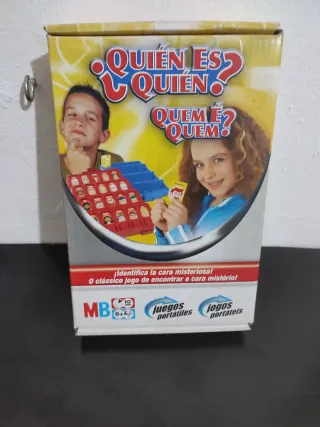 ¿QUIÉN ES
QUIÉN?
QUEM É
QUEM?
¡Identifica la cara misteriosa!
O clássico jogo de encontrar a cara mistério!
MB
juegos
portátiles
jogos
portáteis